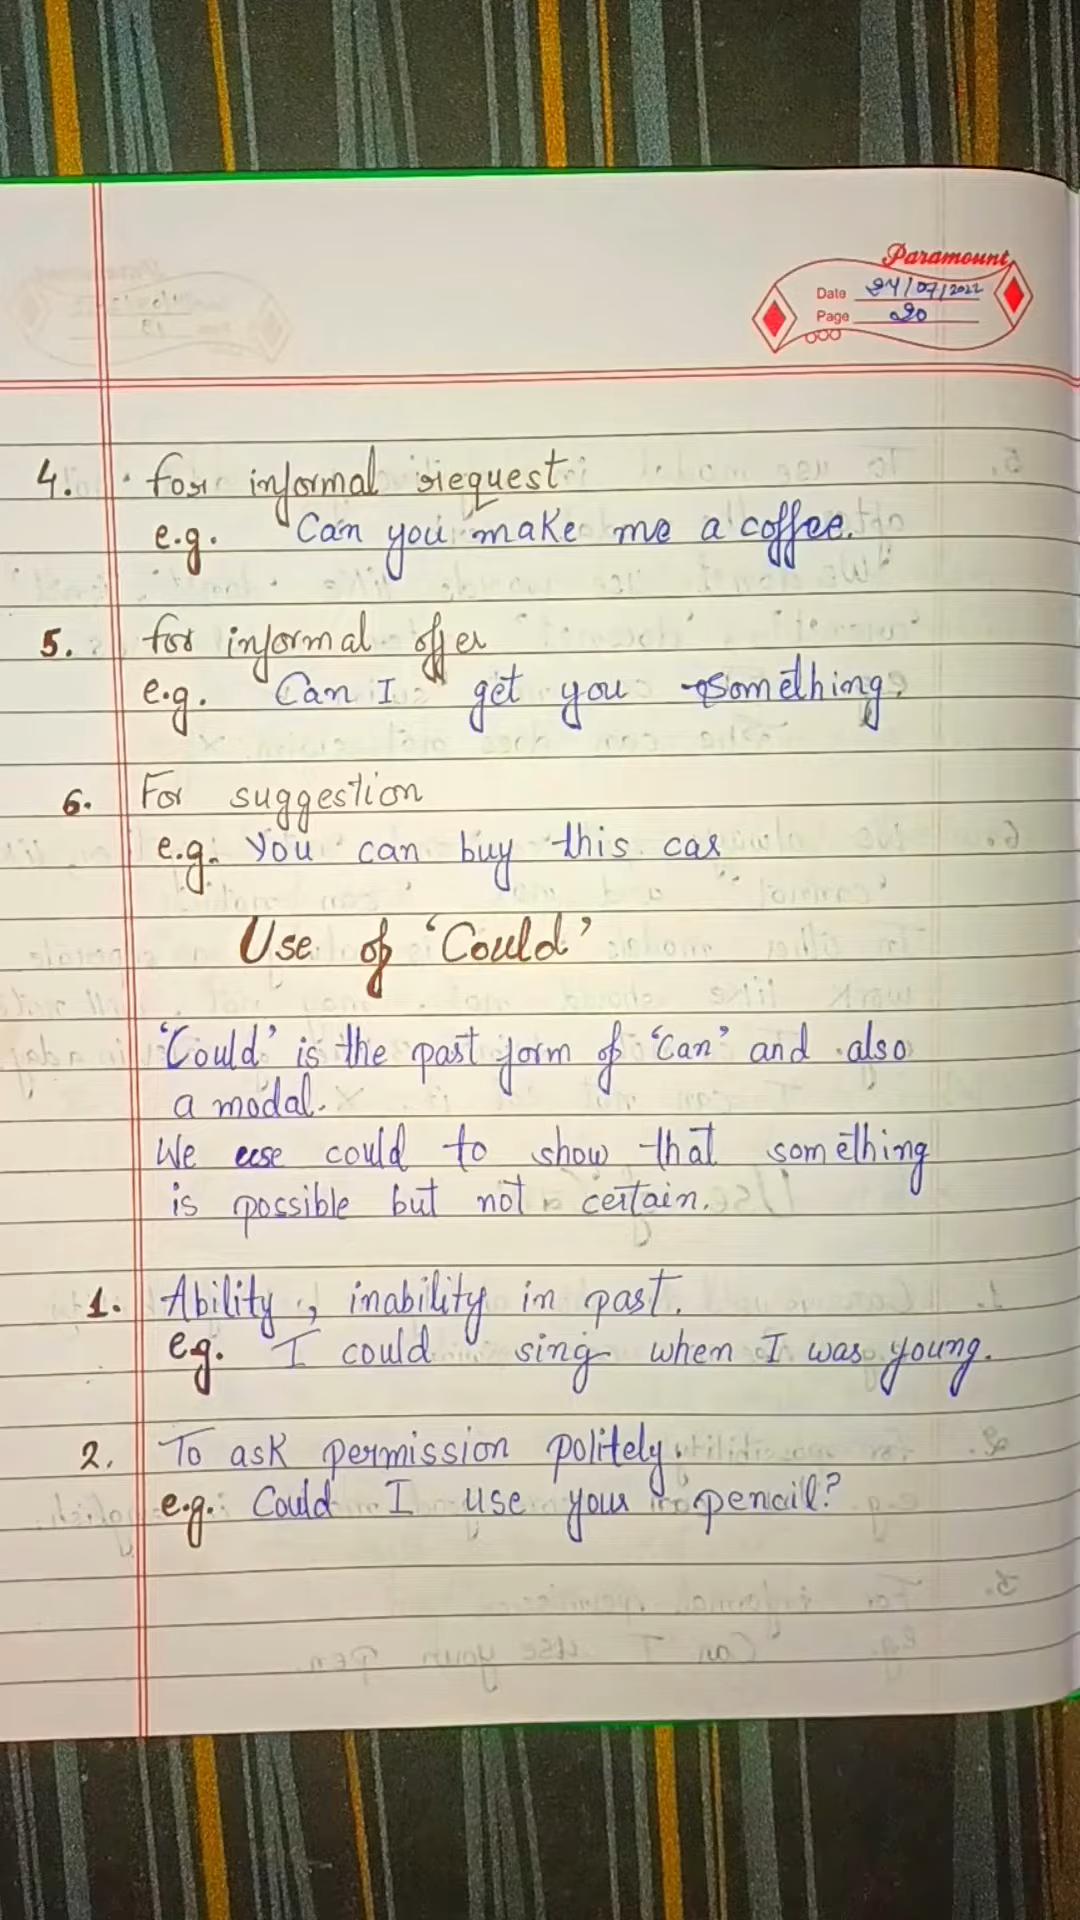 Paramount
Date 24/07/2022
Page 20
4. for informal request
e.g. Can you make me a coffee.
5. for informal offer
e.g. Can I get you something.
6. For suggestion
e.g. You can buy this car
Use of 'Could'
'Could' is the past form of 'Can' and also
a modal.
We use could to show that something
is possible but not certain.
1. Ability, inability in past.
eg. I could sing when I was young.
2. To ask permission politely.
e.g. Could I use your pencil?